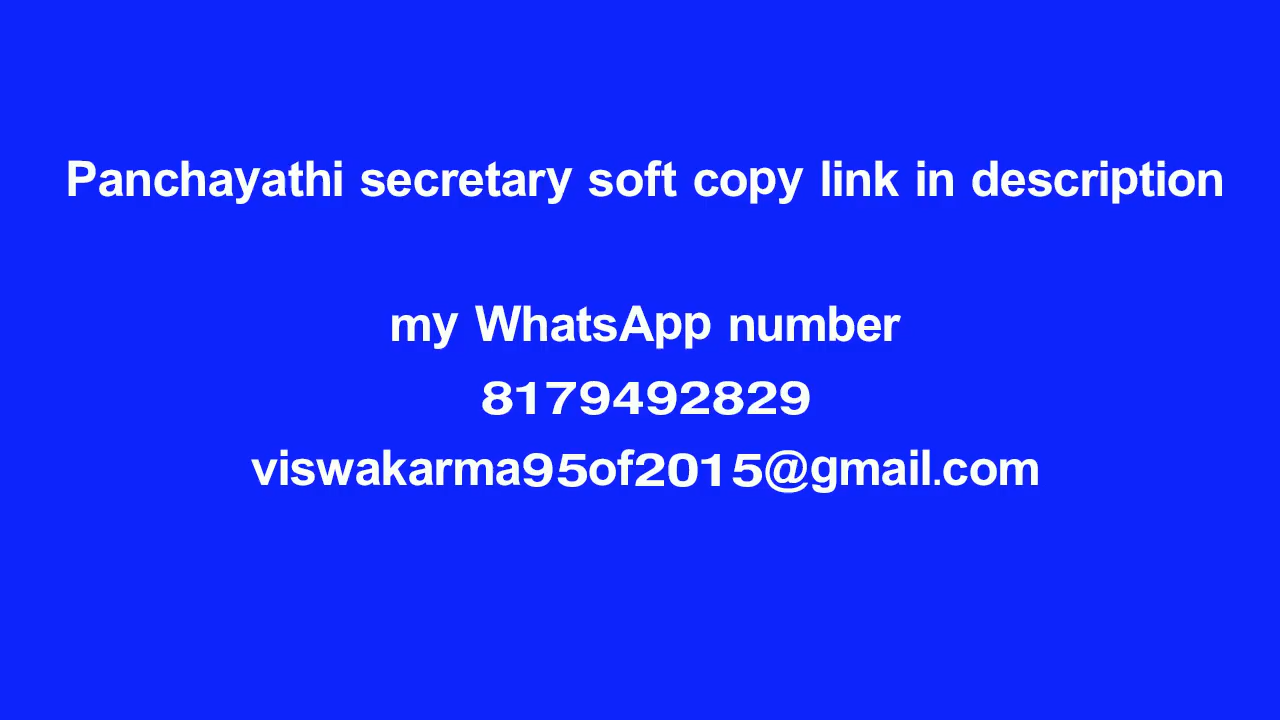 Panchayathi secretary soft copy link in description
my WhatsApp number
8179492829
viswakarma95of2015@gmail.com